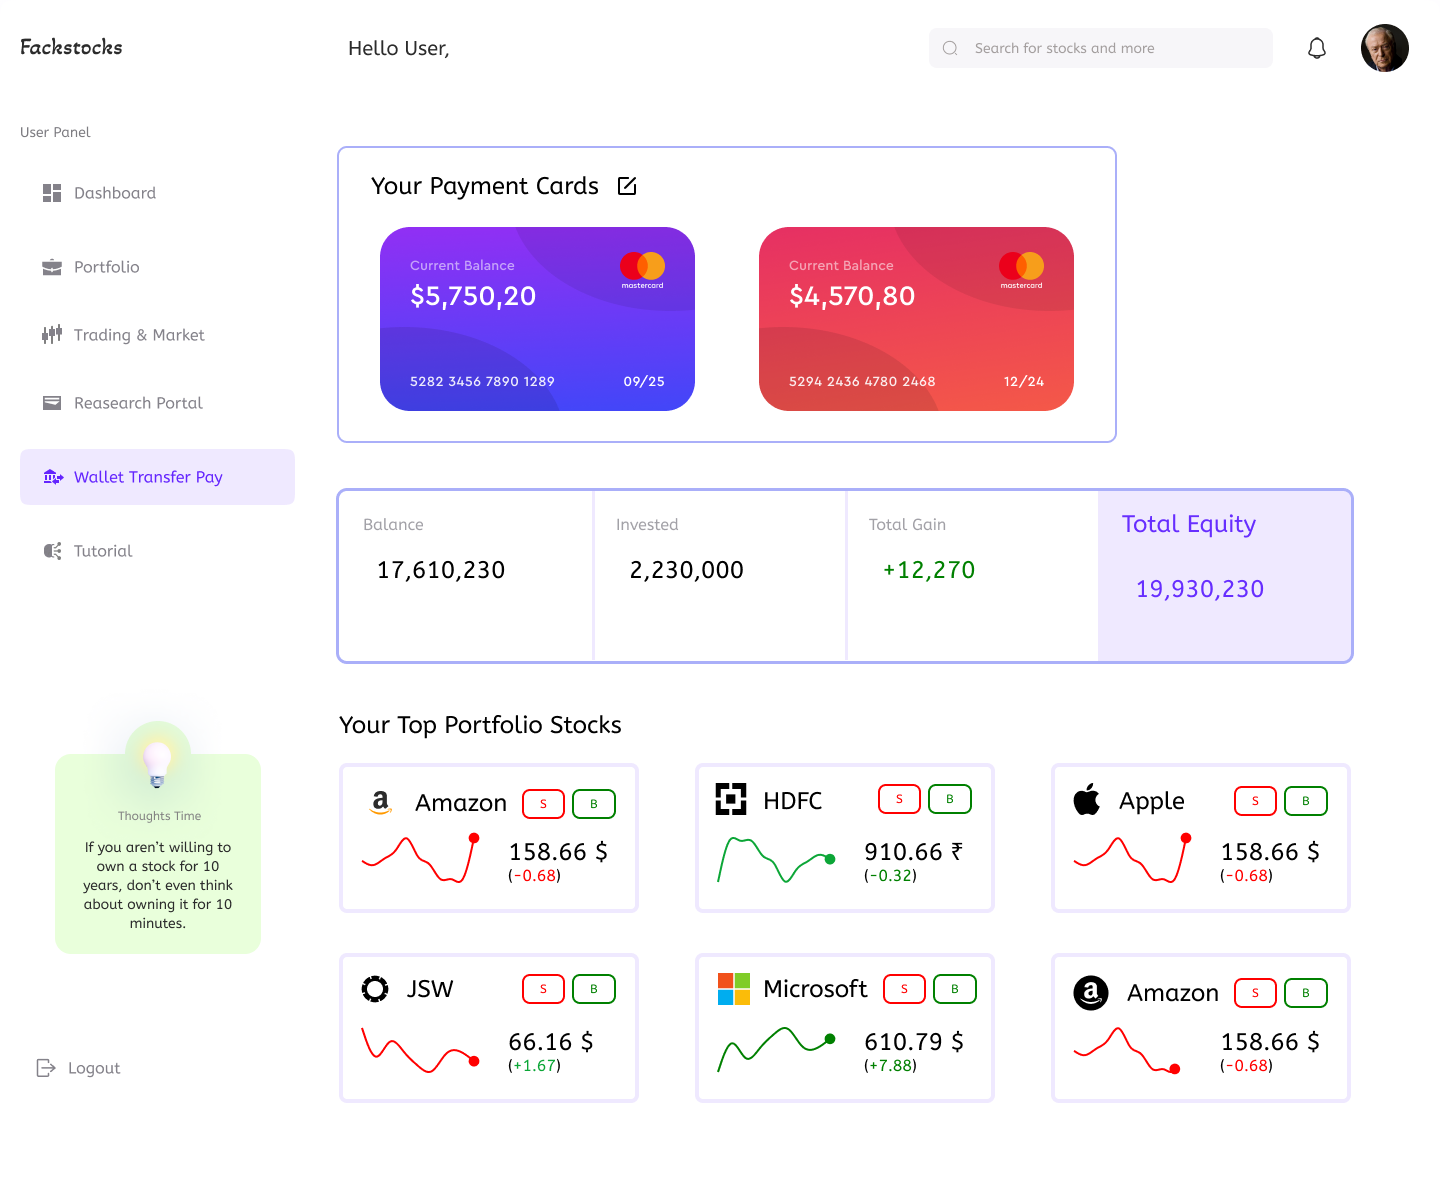 Fackstocks
Hello User,
Search for stocks and more
User Panel
Dashboard
Portfolio
Trading & Market
Reasearch Portal
Wallet Transfer Pay
Tutorial
Thoughts Time
If you aren’t willing to
own a stock for 10
years, don’t even think
about owning it for 10
minutes.
Logout
Your Payment Cards
Current Balance
$5,750,20
mastercard
5282 3456 7890 1289 09/25
Current Balance
$4,570,80
mastercard
5294 2436 4780 2468 12/24
Balance
17,610,230
Invested
2,230,000
Total Gain
+12,270
Total Equity
19,930,230
Your Top Portfolio Stocks
a Amazon S B
158.66 $
(-0.68)
HDFC S B
910.66 ₹
(-0.32)
Apple S B
158.66 $
(-0.68)
JSW S B
66.16 $
(+1.67)
Microsoft S B
610.79 $
(+7.88)
a Amazon S B
158.66 $
(-0.68)